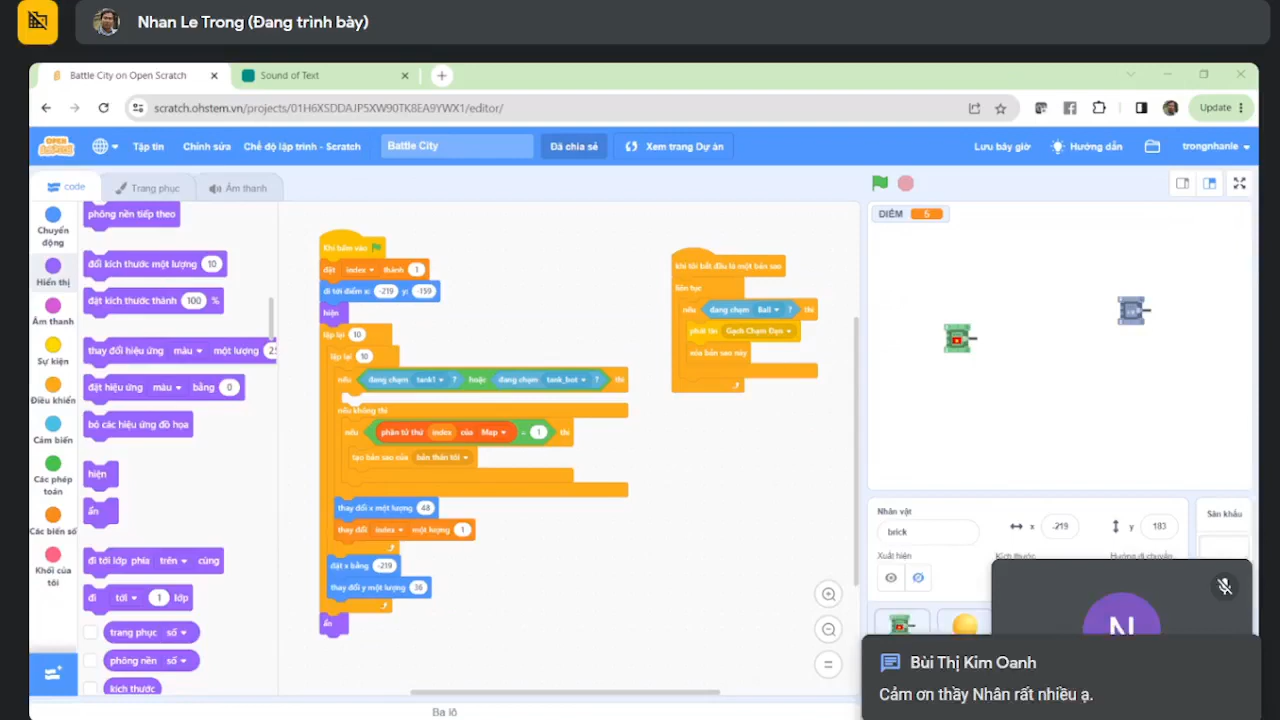 Nhan Le Trong (Đang trình bày)
Battle City on Open Scratch
Sound of Text
scratch.ohstem.vn/projects/01H6XSDDAJP5XW90TK8EA9YWX1/editor/
Update
OPEN
Tập tin
Chỉnh sửa
Chế độ lập trình - Scratch
Battle City
Đã chia sẻ
Xem trang Dự án
Lưu bây giờ
Hướng dẫn
trongnhanle
code
Trang phục
Âm thanh
Chuyển động
Hiển thị
Âm thanh
Sự kiện
Điều khiển
Cảm biến
Các phép toán
Các biến số
Khối của tôi
phông nền tiếp theo
đổi kích thước một lượng 10
đặt kích thước thành 100 %
thay đổi hiệu ứng màu một lượng 25
đặt hiệu ứng màu bằng 0
bỏ các hiệu ứng đồ họa
hiện
ẩn
đi tới lớp phía trên cùng
đi tới 1 lớp
trang phục số
phông nền số
kích thước
Khi bấm vào
đặt index thành 1
đi tới điểm x: -219 y: -159
hiện
lặp lại 10
lặp lại 10
nếu đang chạm tank1 ? hoặc đang chạm tank_bot ? thì
nếu không thì
nếu phần tử thứ index của Map = 1 thì
tạo bản sao của bản thân tôi
thay đổi x một lượng 48
thay đổi index một lượng 1
đặt x bằng -219
thay đổi y một lượng 36
ẩn
khi tôi bắt đầu là một bản sao
liên tục
nếu đang chạm Ball ? thì
phát tin Gạch Chạm Đạn
xóa bản sao này
Ba lô
ĐIỂM 5
Nhân vật
brick
x -219
y 183
Xuất hiện
Kích thước
Hướng di chuyển
Sân khấu
N
Bùi Thị Kim Oanh
Cảm ơn thầy Nhân rất nhiều ạ.